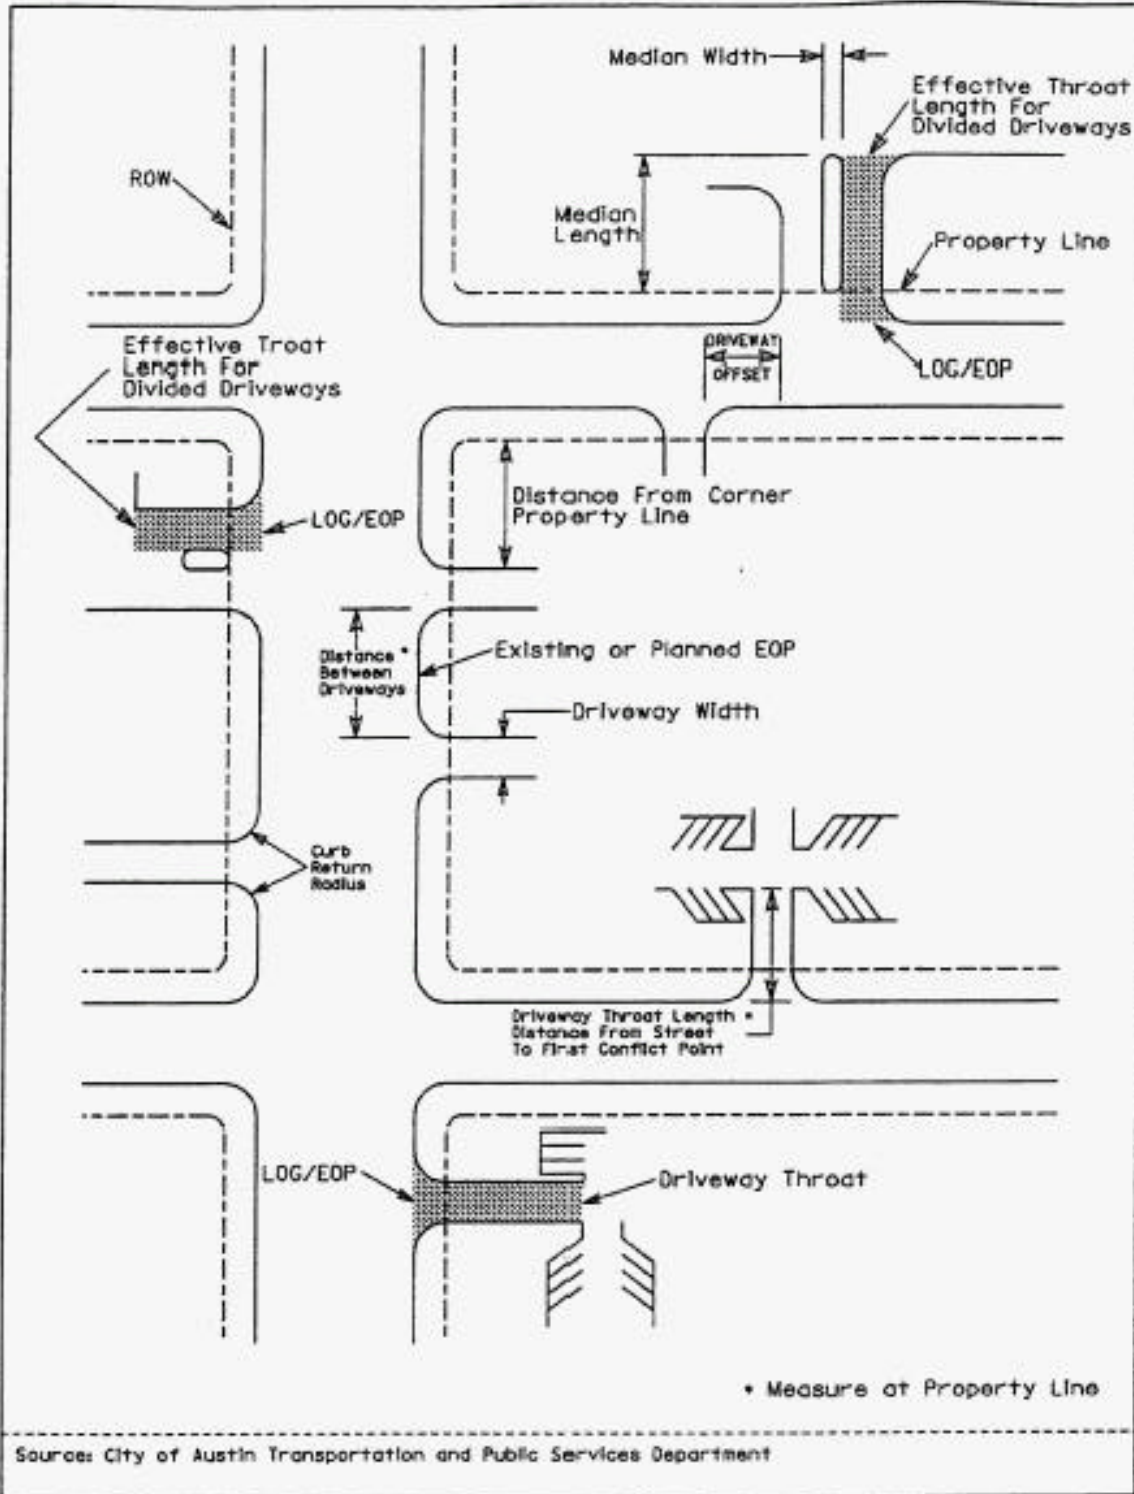 Median Width
Effective Throat
Length For
Divided Driveways
ROW
Median
Length
Property Line
Effective Troat
Length For
Divided Driveways
DRIVEWAY
OFFSET
LOG/EOP
Distance From Corner
Property Line
LOG/EOP
Distance *
Between
Driveways
Existing or Planned EOP
Driveway Width
Curb
Return
Radius
Driveway Throat Length *
Distance From Street
To First Conflict Point
LOG/EOP
Driveway Throat
* Measure at Property Line
Source: City of Austin Transportation and Public Services Department